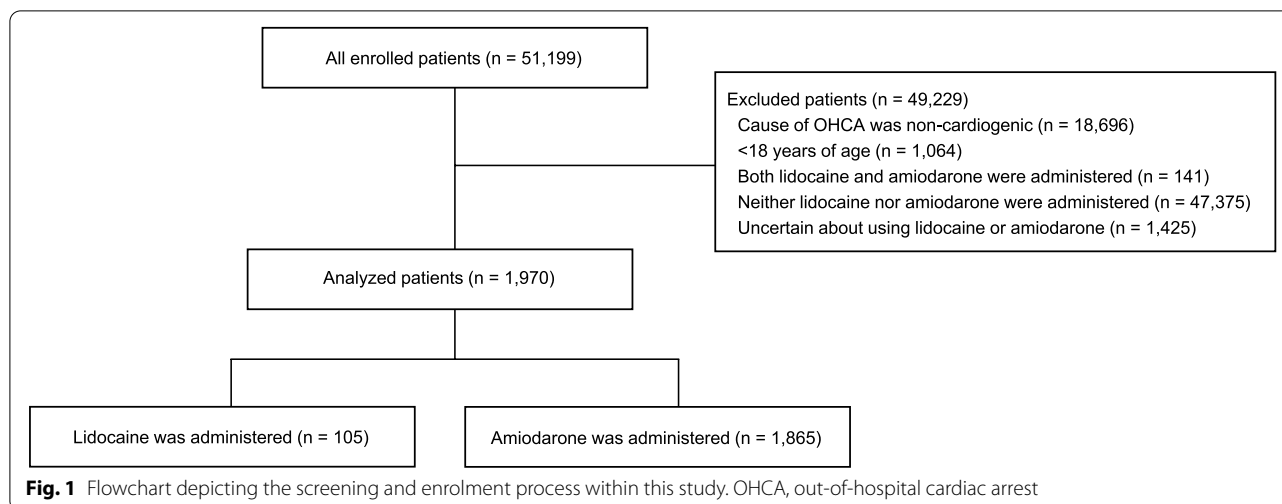 All enrolled patients (n = 51,199)
Excluded patients (n = 49,229)
Cause of OHCA was non-cardiogenic (n = 18,696)
<18 years of age (n = 1,064)
Both lidocaine and amiodarone were administered (n = 141)
Neither lidocaine nor amiodarone were administered (n = 47,375)
Uncertain about using lidocaine or amiodarone (n = 1,425)
Analyzed patients (n = 1,970)
Lidocaine was administered (n = 105)
Amiodarone was administered (n = 1,865)
Fig. 1 Flowchart depicting the screening and enrolment process within this study. OHCA, out-of-hospital cardiac arrest